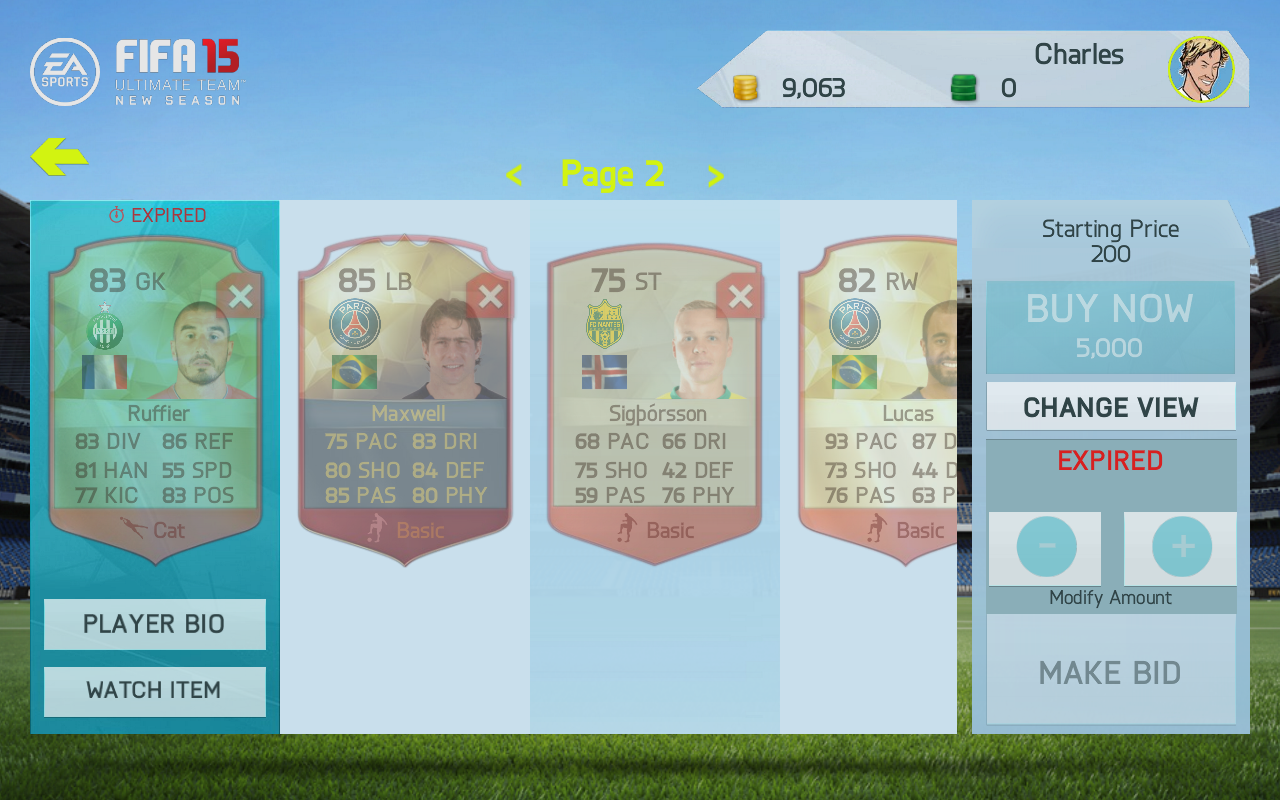 EA
SPORTS
FIFA 15
ULTIMATE TEAM™
NEW SEASON
Charles
9,063
0
< Page 2 >
EXPIRED
83 GK
Ruffier
83 DIV 86 REF
81 HAN 55 SPD
77 KIC 83 POS
Cat
PLAYER BIO
WATCH ITEM
85 LB
PARIS
Maxwell
75 PAC 83 DRI
80 SHO 84 DEF
85 PAS 80 PHY
Basic
75 ST
FC NANTES
Sigþórsson
68 PAC 66 DRI
75 SHO 42 DEF
59 PAS 76 PHY
Basic
82 RW
PARIS
Lucas
93 PAC 87 D
73 SHO 44 D
76 PAS 63 P
Basic
Starting Price
200
BUY NOW
5,000
CHANGE VIEW
EXPIRED
Modify Amount
MAKE BID